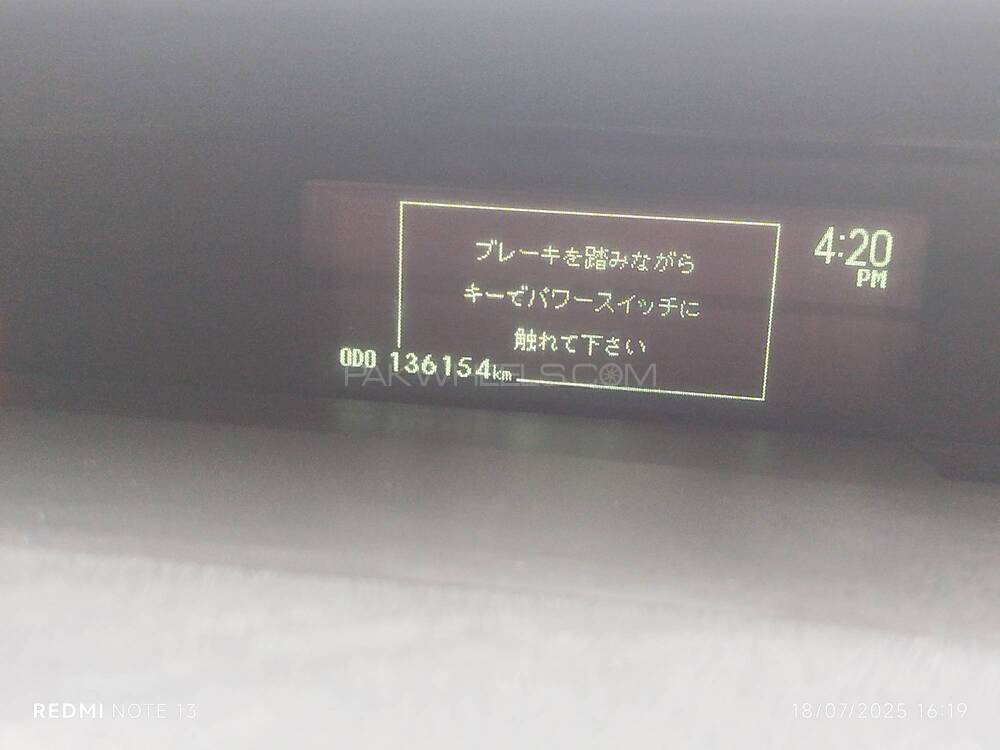 ブレーキを踏みながら
キーでパワースイッチに
触れて下さい
4:20
PM
ODO 136154km
PAKWHEELS.COM
REDMI NOTE 13
18/07/2025 16:19